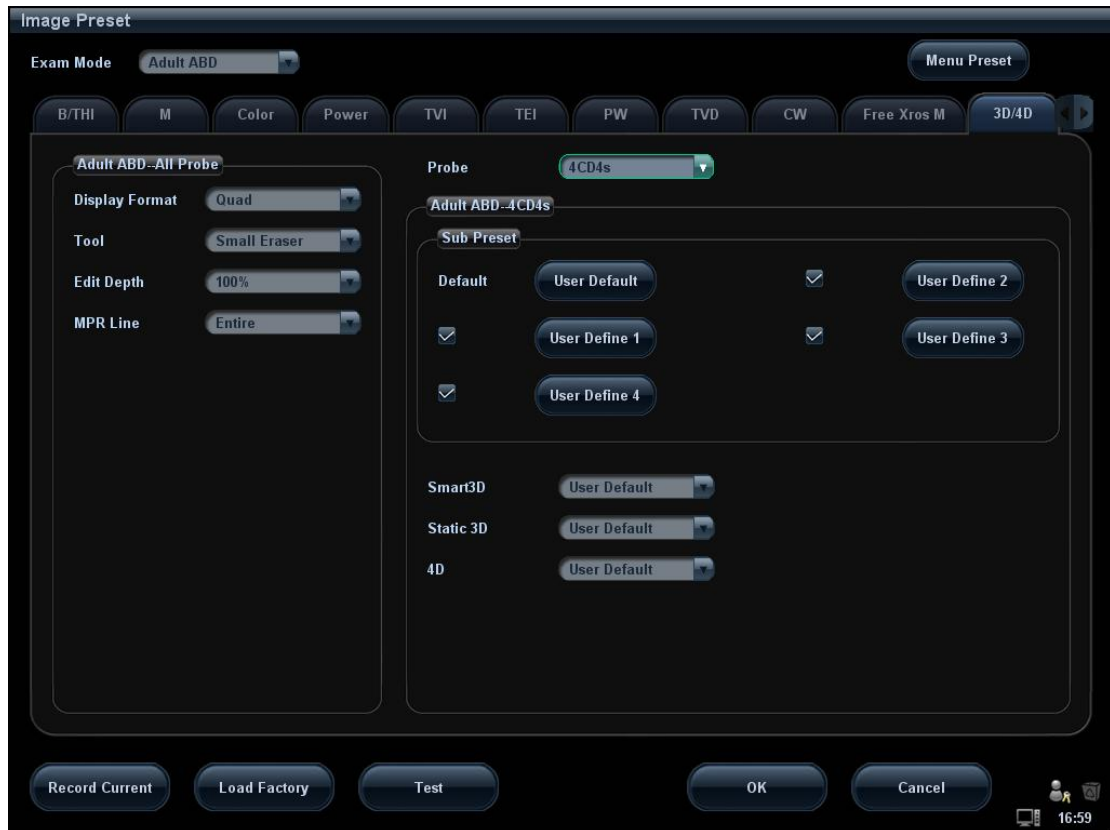 Image Preset
Exam Mode Adult ABD Menu Preset
B/THI M Color Power TVI TEI PW TVD CW Free Xros M 3D/4D
Adult ABD--All Probe
Display Format Quad
Tool Small Eraser
Edit Depth 100%
MPR Line Entire
Probe 4CD4s
Adult ABD--4CD4s
Sub Preset
Default User Default User Define 2
User Define 1 User Define 3
User Define 4
Smart3D User Default
Static 3D User Default
4D User Default
Record Current Load Factory Test OK Cancel
16:59